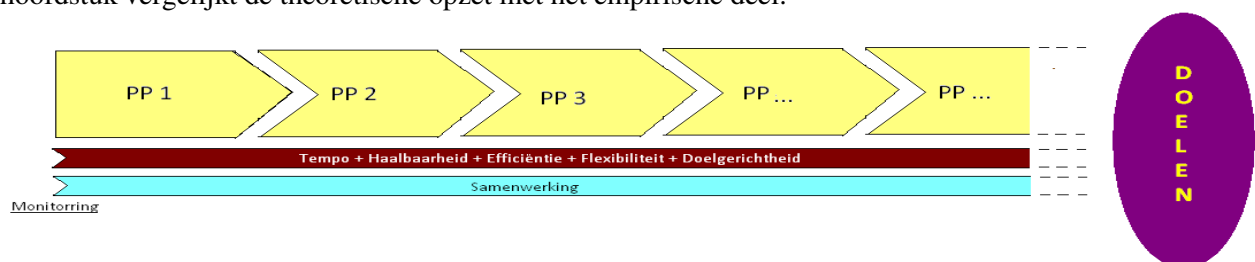 hoofdstuk vergelijkt de theoretische opzet met het empirische deel.
PP 1 PP 2 PP 3 PP ... PP ...
Tempo + Haalbaarheid + Efficiëntie + Flexibiliteit + Doelgerichtheid
Samenwerking
Monitorring
DOELEN